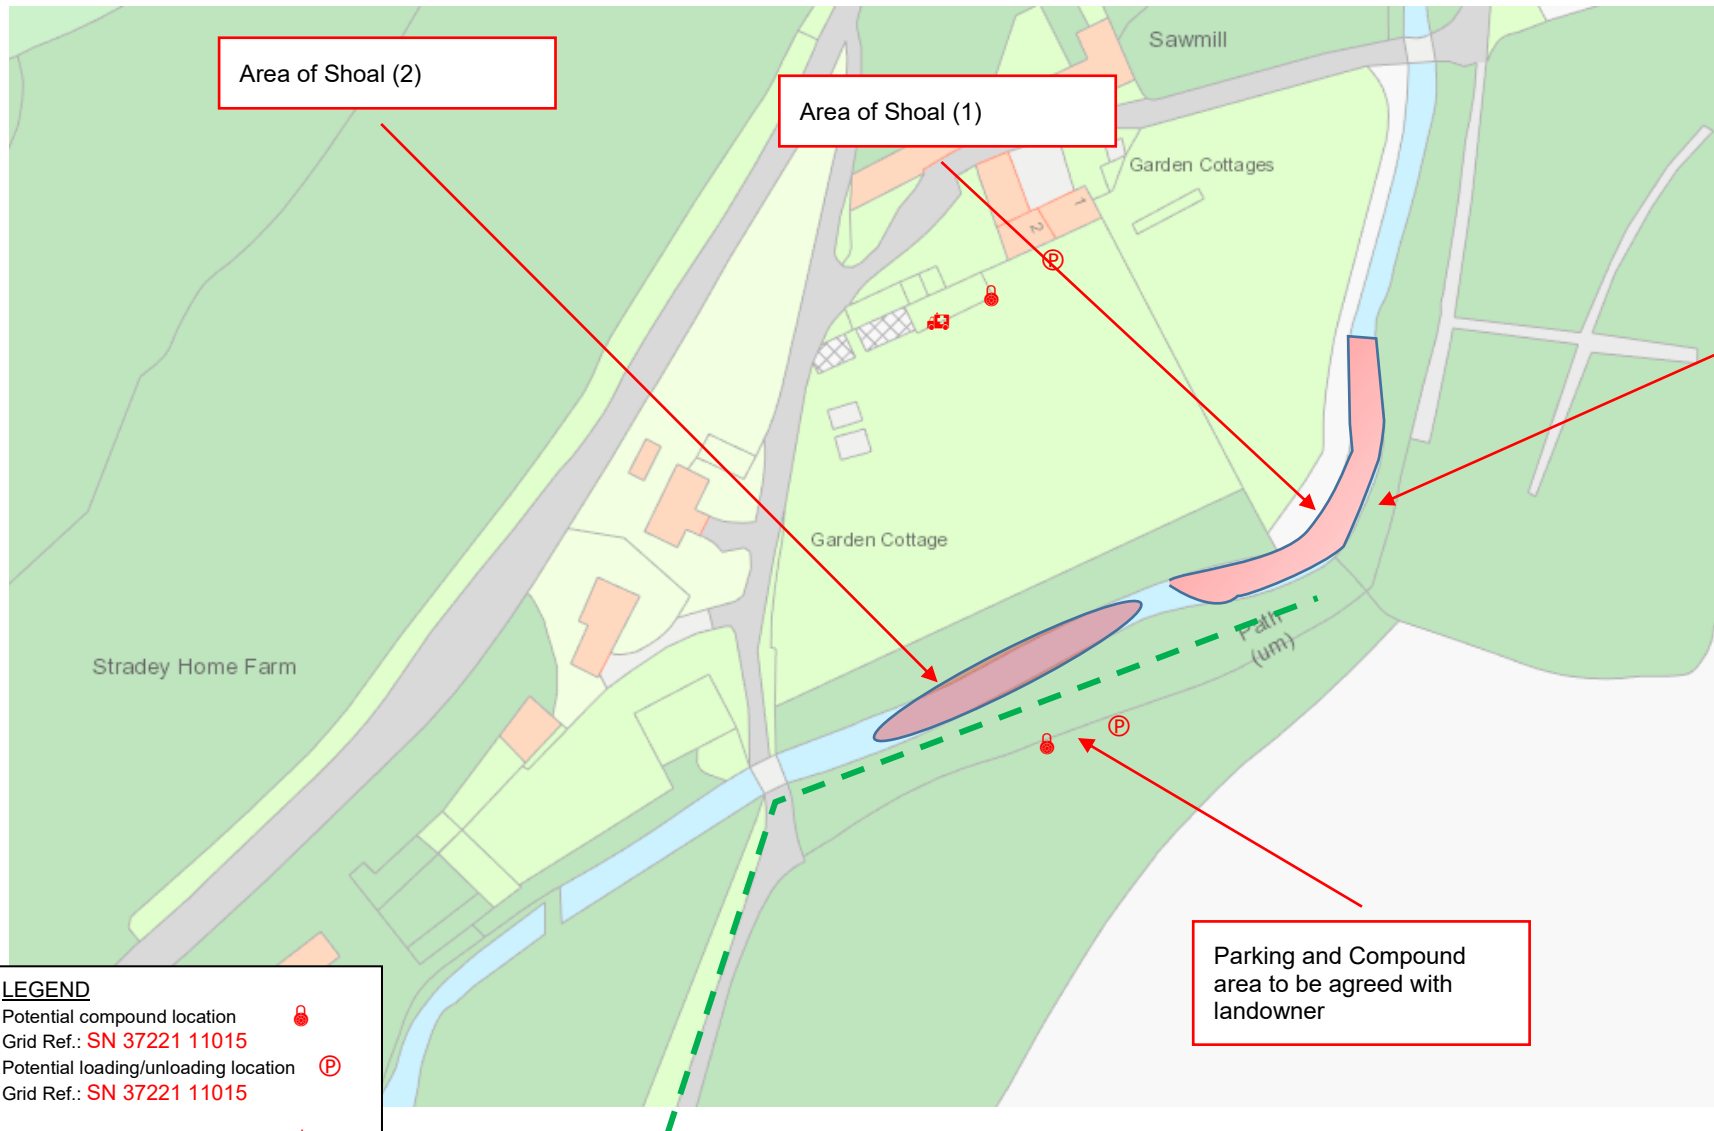 Sawmill
Area of Shoal (2)
Area of Shoal (1)
Garden Cottages
1
2
P
Garden Cottage
Path
(um)
Stradey Home Farm
P
Parking and Compound
area to be agreed with
landowner
LEGEND
Potential compound location
Grid Ref.: SN 37221 11015
Potential loading/unloading location P
Grid Ref.: SN 37221 11015